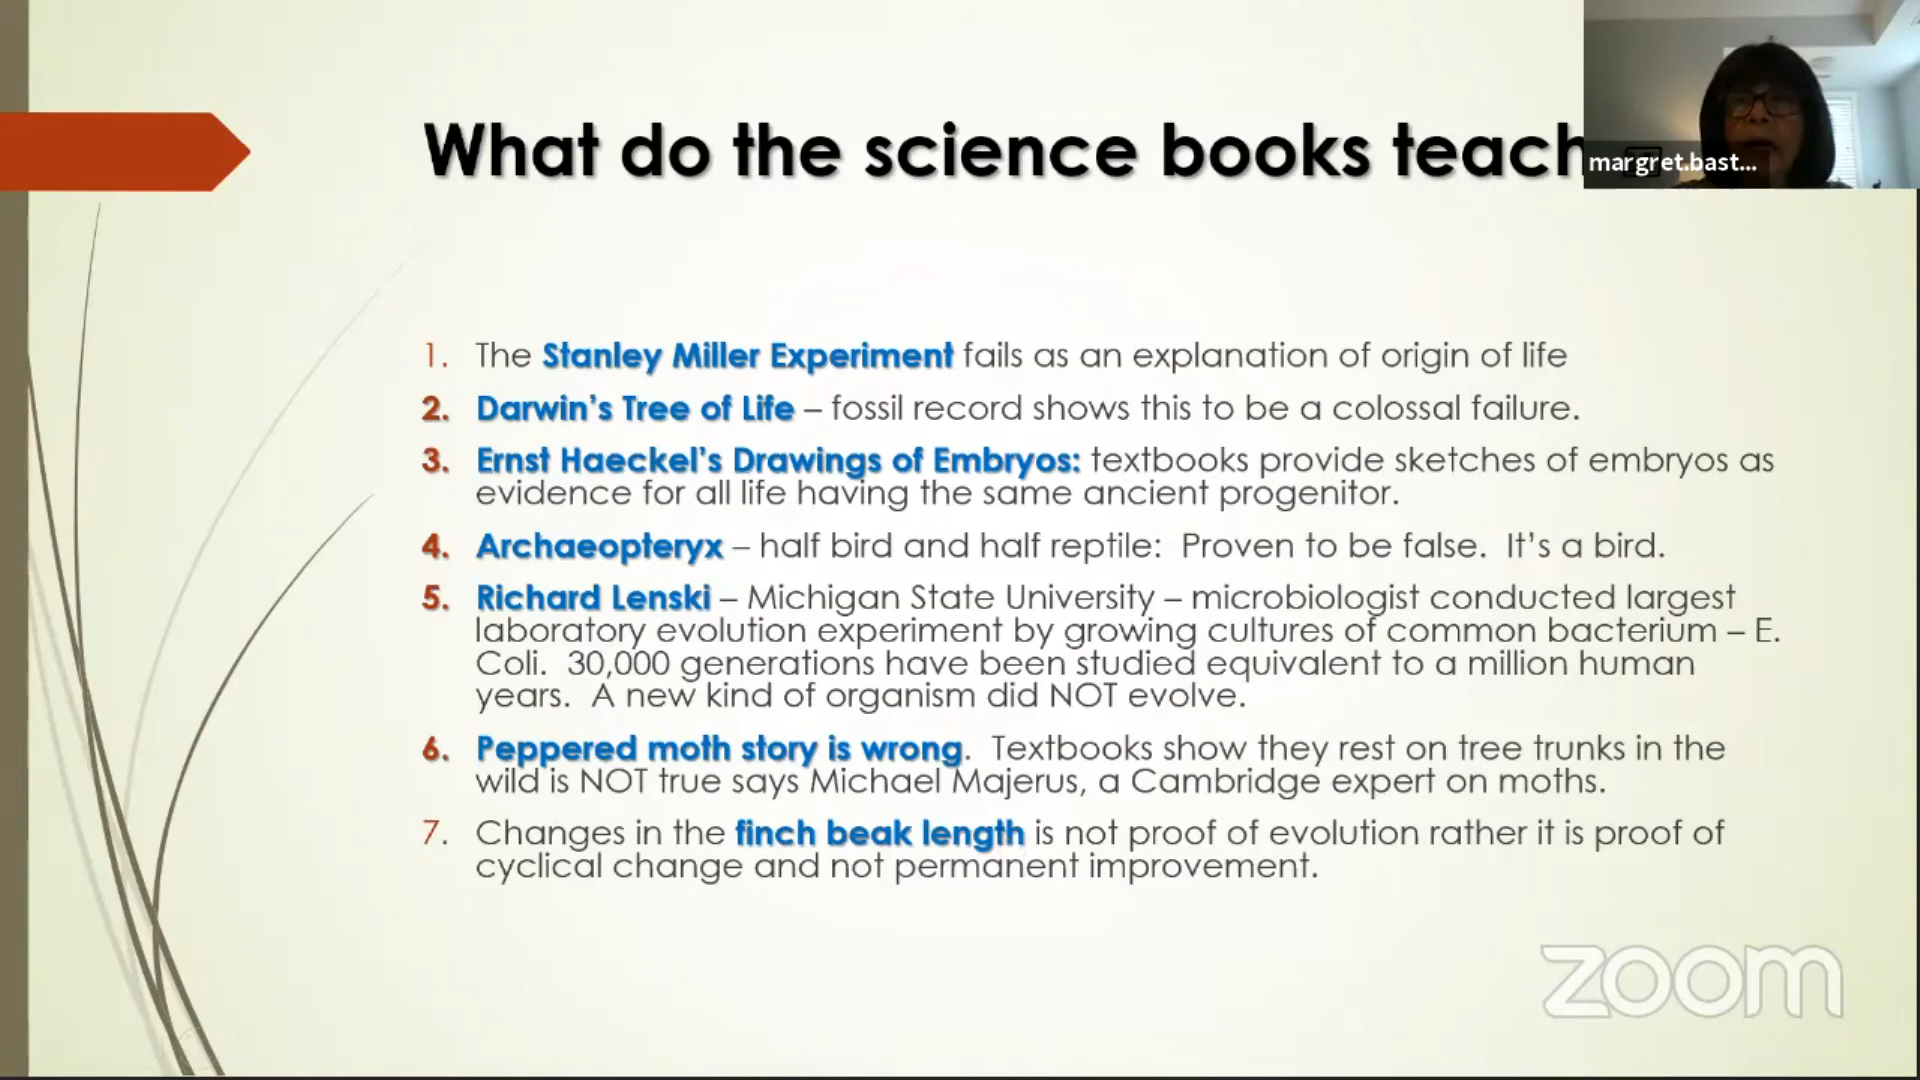 What do the science books teach
margret.bast...
1. The Stanley Miller Experiment fails as an explanation of origin of life
2. Darwin's Tree of Life – fossil record shows this to be a colossal failure.
3. Ernst Haeckel's Drawings of Embryos: textbooks provide sketches of embryos as
evidence for all life having the same ancient progenitor.
4. Archaeopteryx – half bird and half reptile: Proven to be false. It's a bird.
5. Richard Lenski – Michigan State University – microbiologist conducted largest
laboratory evolution experiment by growing cultures of common bacterium – E.
Coli. 30,000 generations have been studied equivalent to a million human
years. A new kind of organism did NOT evolve.
6. Peppered moth story is wrong. Textbooks show they rest on tree trunks in the
wild is NOT true says Michael Majerus, a Cambridge expert on moths.
7. Changes in the finch beak length is not proof of evolution rather it is proof of
cyclical change and not permanent improvement.
zoom